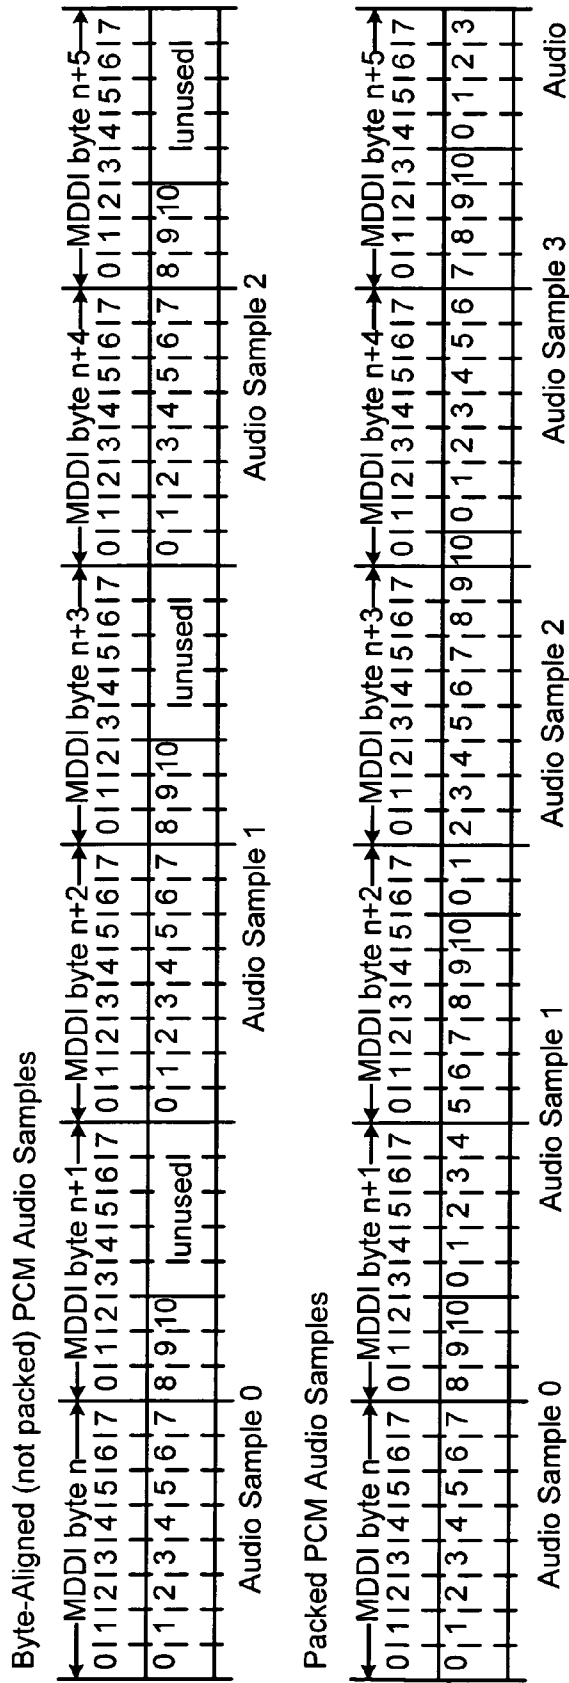 Byte-Aligned (not packed) PCM Audio Samples
MDDI byte n MDDI byte n+1 MDDI byte n+2 MDDI byte n+3 MDDI byte n+4 MDDI byte n+5
0 1 2 3 4 5 6 7 0 1 2 3 4 5 6 7 0 1 2 3 4 5 6 7 0 1 2 3 4 5 6 7 0 1 2 3 4 5 6 7 0 1 2 3 4 5 6 7
0 1 2 3 4 5 6 7 8 9 10 unused 0 1 2 3 4 5 6 7 8 9 10 unused 0 1 2 3 4 5 6 7 8 9 10 unused
Audio Sample 0 Audio Sample 1 Audio Sample 2
Packed PCM Audio Samples
MDDI byte n MDDI byte n+1 MDDI byte n+2 MDDI byte n+3 MDDI byte n+4 MDDI byte n+5
0 1 2 3 4 5 6 7 0 1 2 3 4 5 6 7 0 1 2 3 4 5 6 7 0 1 2 3 4 5 6 7 0 1 2 3 4 5 6 7 0 1 2 3 4 5 6 7
0 1 2 3 4 5 6 7 8 9 10 0 1 2 3 4 5 6 7 8 9 10 0 1 2 3 4 5 6 7 8 9 10 0 1 2 3 4 5 6 7 8 9 10 0 1 2 3
Audio Sample 0 Audio Sample 1 Audio Sample 2 Audio Sample 3 Audio